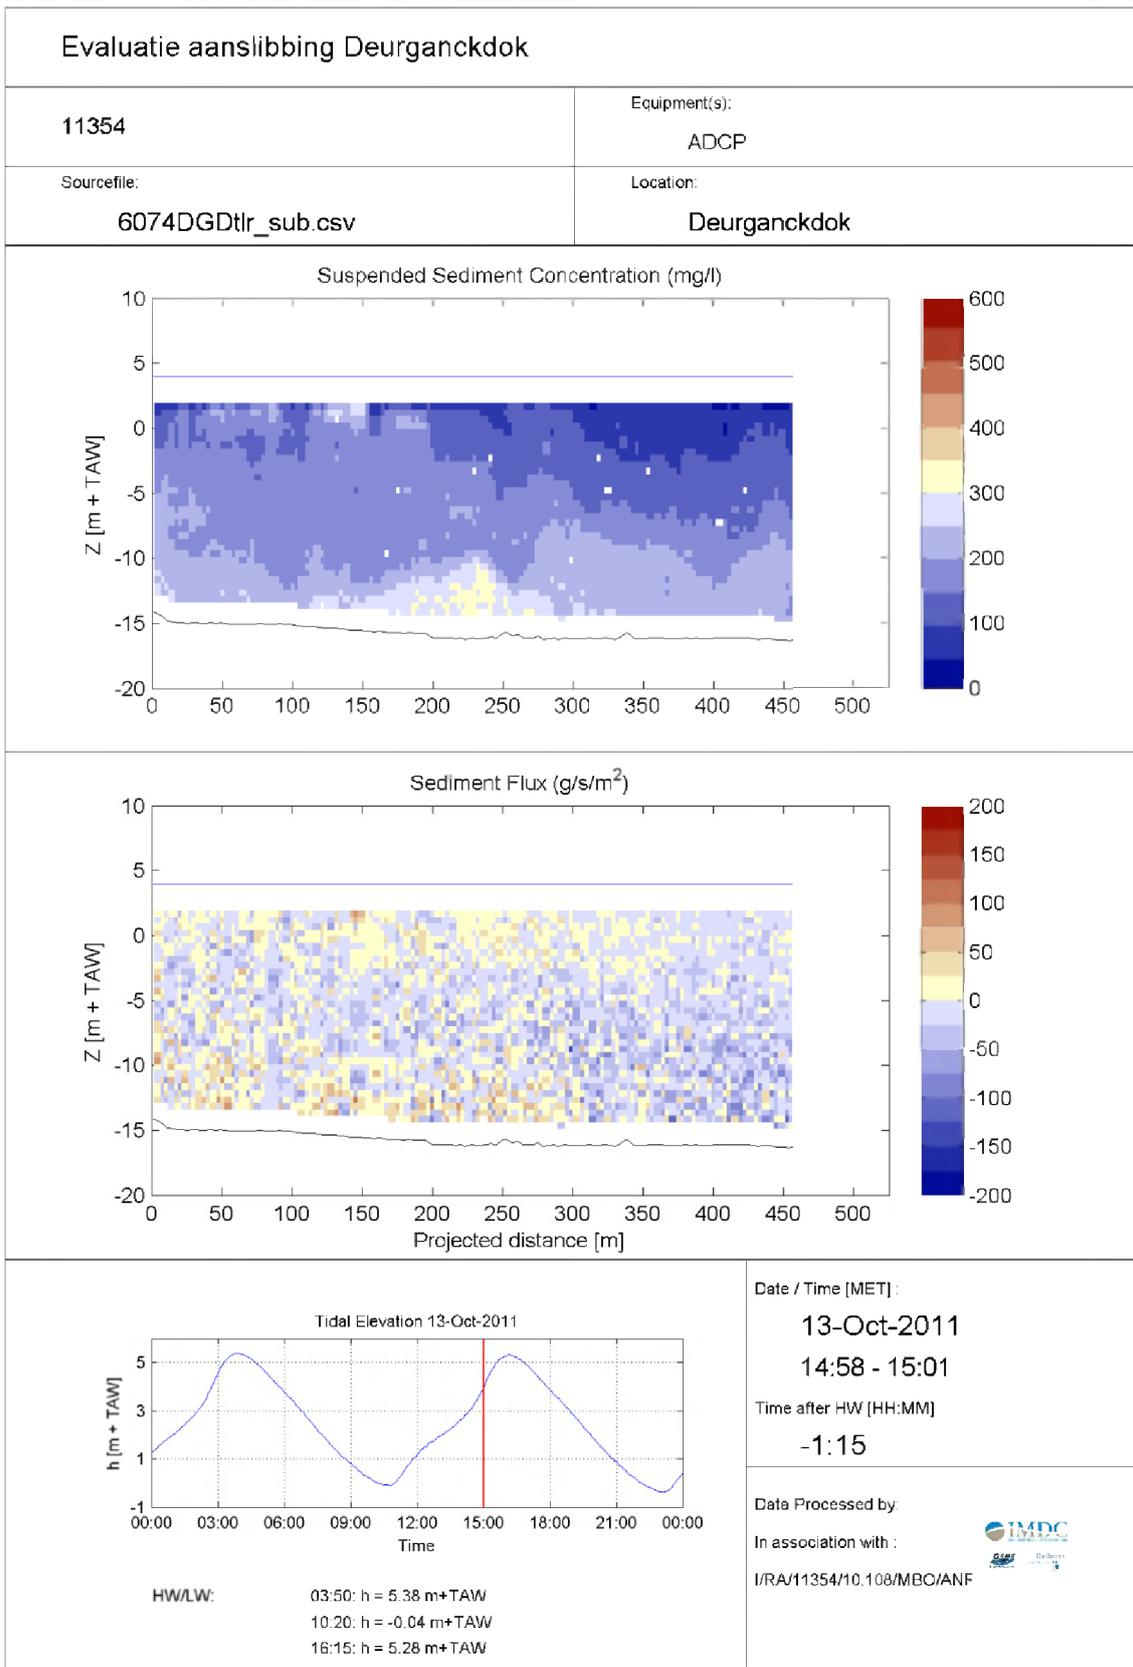 Evaluatie aanslibbing Deurganckdok
11354
Equipment(s):
ADCP
Sourcefile:
6074DGDtlr_sub.csv
Location:
Deurganckdok
Suspended Sediment Concentration (mg/l)
10
5
0
-5
-10
-15
-20
Z [m + TAW]
0 50 100 150 200 250 300 350 400 450 500
600
500
400
300
200
100
0
Sediment Flux (g/s/m²)
10
5
0
-5
-10
-15
-20
Z [m + TAW]
0 50 100 150 200 250 300 350 400 450 500
Projected distance [m]
200
150
100
50
0
-50
-100
-150
-200
Tidal Elevation 13-Oct-2011
5
3
1
-1
h [m + TAW]
00:00 03:00 06:00 09:00 12:00 15:00 18:00 21:00 00:00
Time
HW/LW:
03:50: h = 5.38 m+TAW
10:20: h = -0.04 m+TAW
16:15: h = 5.28 m+TAW
Date / Time [MET] :
13-Oct-2011
14:58 - 15:01
Time after HW [HH:MM]
-1:15
Data Processed by:
IMDC
In association with :
I/RA/11354/10.108/MBO/ANF